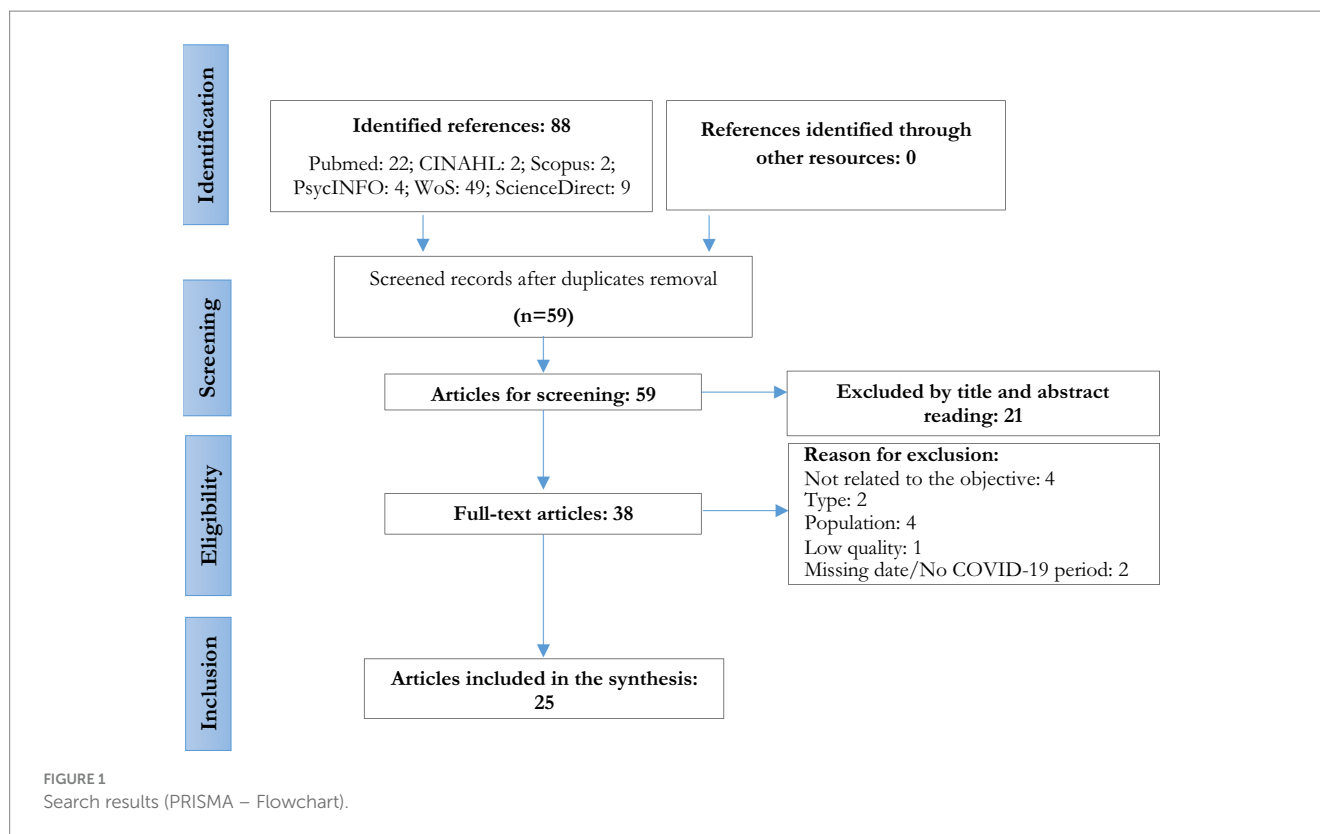 Identification
Identified references: 88
Pubmed: 22; CINAHL: 2; Scopus: 2;
PsycINFO: 4; WoS: 49; ScienceDirect: 9
References identified through
other resources: 0
Screening
Screened records after duplicates removal
(n=59)
Articles for screening: 59
Excluded by title and abstract
reading: 21
Eligibility
Full-text articles: 38
Reason for exclusion:
Not related to the objective: 4
Type: 2
Population: 4
Low quality: 1
Missing date/No COVID-19 period: 2
Inclusion
Articles included in the synthesis:
25
FIGURE 1
Search results (PRISMA – Flowchart).